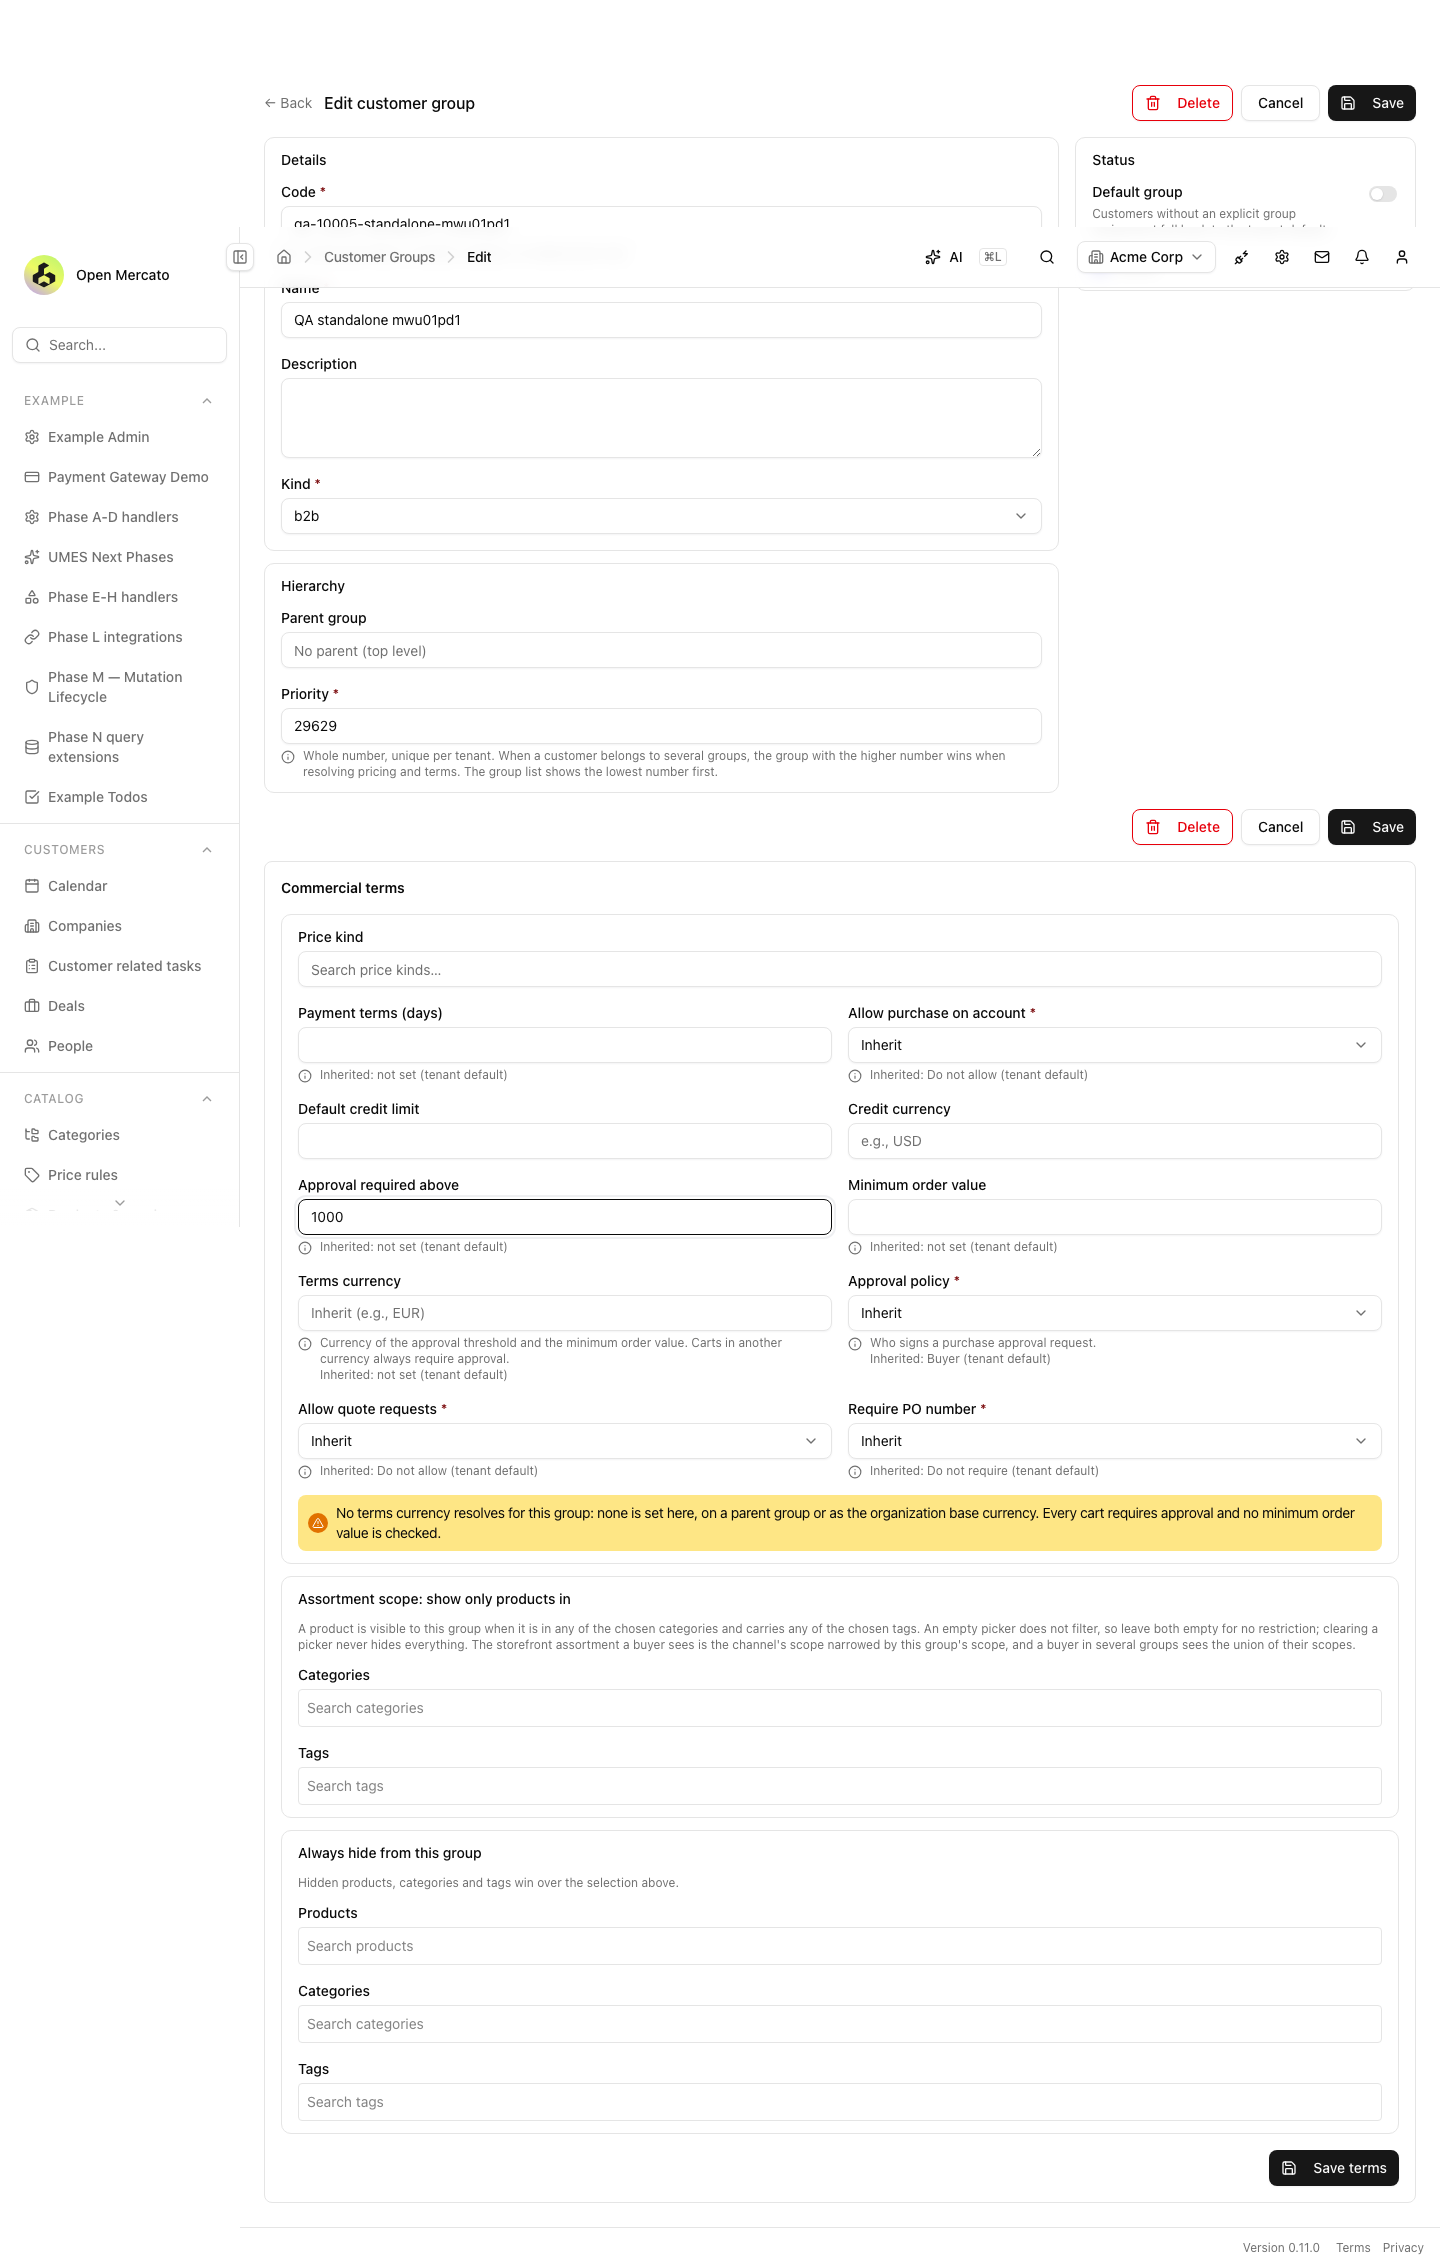 ← Back Edit customer group
Delete Cancel Save
Details
Code *
qa-10005-standalone-mwu01pd1
Status
Default group
Customers without an explicit group
Open Mercato
Customer Groups Edit
AI ⌘L
Acme Corp
Name
QA standalone mwu01pd1
Search...
Description
EXAMPLE
Example Admin
Payment Gateway Demo
Phase A-D handlers
UMES Next Phases
Phase E-H handlers
Phase L integrations
Phase M — Mutation
Lifecycle
Phase N query
extensions
Example Todos
Kind *
b2b
Hierarchy
Parent group
No parent (top level)
Priority *
29629
Whole number, unique per tenant. When a customer belongs to several groups, the group with the higher number wins when
resolving pricing and terms. The group list shows the lowest number first.
Delete Cancel Save
CUSTOMERS
Calendar
Companies
Customer related tasks
Deals
People
CATALOG
Categories
Price rules
Commercial terms
Price kind
Search price kinds...
Payment terms (days)
Inherited: not set (tenant default)
Allow purchase on account *
Inherit
Inherited: Do not allow (tenant default)
Default credit limit
Credit currency
e.g., USD
Approval required above
1000
Inherited: not set (tenant default)
Minimum order value
Inherited: not set (tenant default)
Terms currency
Inherit (e.g., EUR)
Currency of the approval threshold and the minimum order value. Carts in another
currency always require approval.
Inherited: not set (tenant default)
Approval policy *
Inherit
Who signs a purchase approval request.
Inherited: Buyer (tenant default)
Allow quote requests *
Inherit
Inherited: Do not allow (tenant default)
Require PO number *
Inherit
Inherited: Do not require (tenant default)
No terms currency resolves for this group: none is set here, on a parent group or as the organization base currency. Every cart requires approval and no minimum order
value is checked.
Assortment scope: show only products in
A product is visible to this group when it is in any of the chosen categories and carries any of the chosen tags. An empty picker does not filter, so leave both empty for no restriction; clearing a
picker never hides everything. The storefront assortment a buyer sees is the channel's scope narrowed by this group's scope, and a buyer in several groups sees the union of their scopes.
Categories
Search categories
Tags
Search tags
Always hide from this group
Hidden products, categories and tags win over the selection above.
Products
Search products
Categories
Search categories
Tags
Search tags
Save terms
Version 0.11.0 Terms Privacy